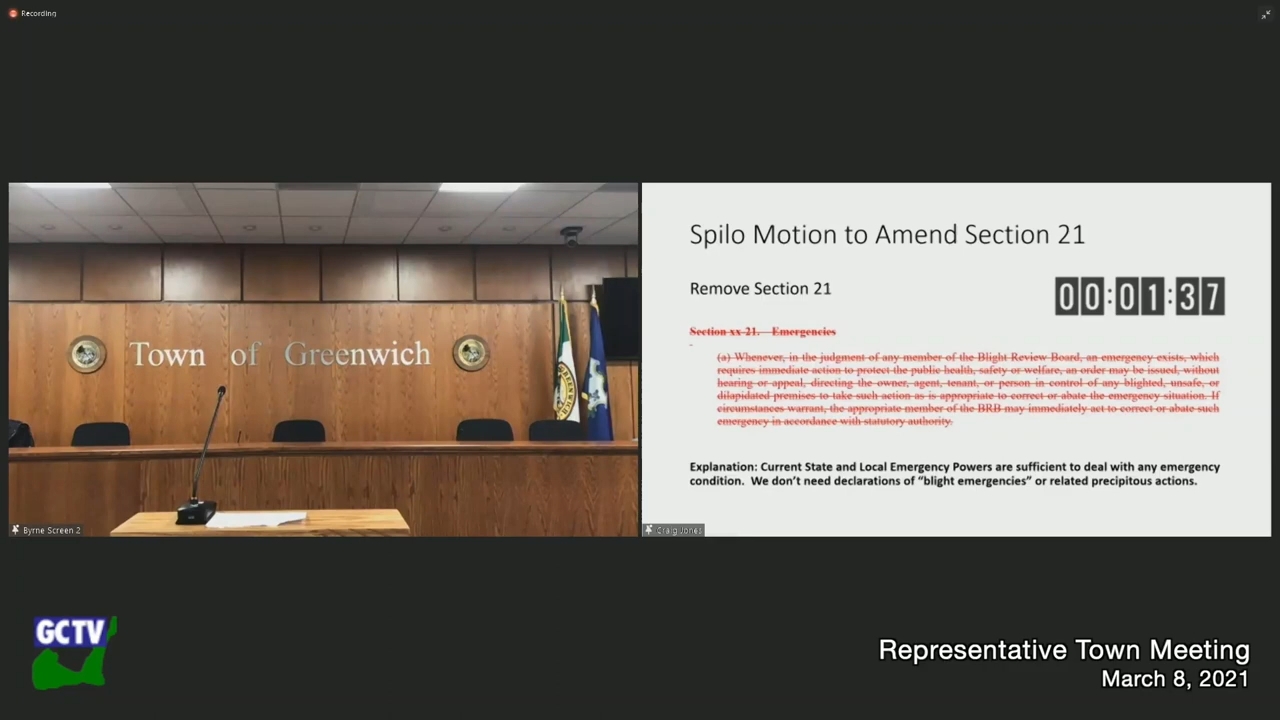 Recording
Town of Greenwich
Byrne Screen 2
Spilo Motion to Amend Section 21
Remove Section 21
00:01:37
Section xx-21. Emergencies
(a) Whenever, in the judgment of any member of the Blight Review Board, an emergency exists, which
requires immediate action to protect the public health, safety or welfare, an order may be issued, without
hearing or appeal, directing the owner, agent, tenant, or person in control of any blighted, unsafe, or
dilapidated premises to take such action as is appropriate to correct or abate the emergency situation. If
circumstances warrant, the appropriate member of the BRB may immediately act to correct or abate such
emergency in accordance with statutory authority.
Explanation: Current State and Local Emergency Powers are sufficient to deal with any emergency
condition. We don't need declarations of "blight emergencies" or related precipitous actions.
Craig Jones
GCTV
Representative Town Meeting
March 8, 2021